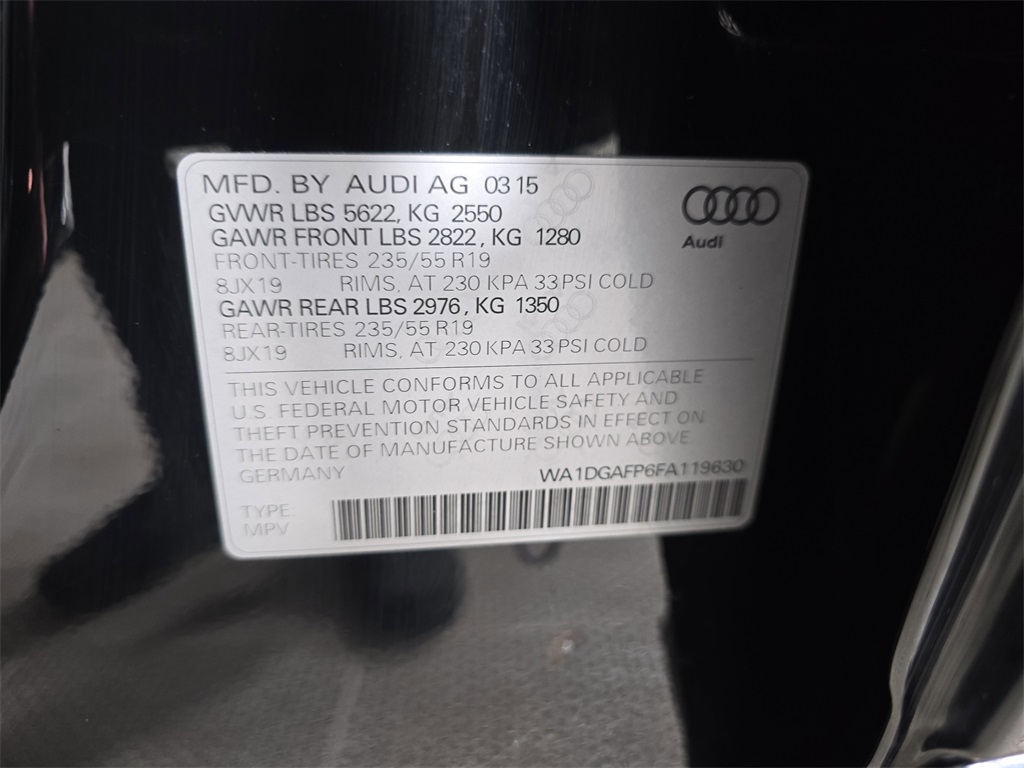 MFD. BY AUDI AG 03 15
Audi
GVWR LBS 5622, KG 2550
GAWR FRONT LBS 2822, KG 1280
FRONT-TIRES 235/55 R19
8JX19 RIMS, AT 230 KPA 33 PSI COLD
GAWR REAR LBS 2976, KG 1350
REAR-TIRES 235/55 R19
8JX19 RIMS, AT 230 KPA 33 PSI COLD
THIS VEHICLE CONFORMS TO ALL APPLICABLE
U.S. FEDERAL MOTOR VEHICLE SAFETY AND
THEFT PREVENTION STANDARDS IN EFFECT ON
THE DATE OF MANUFACTURE SHOWN ABOVE
GERMANY WA1DGAFP6FA119630
TYPE
MPV